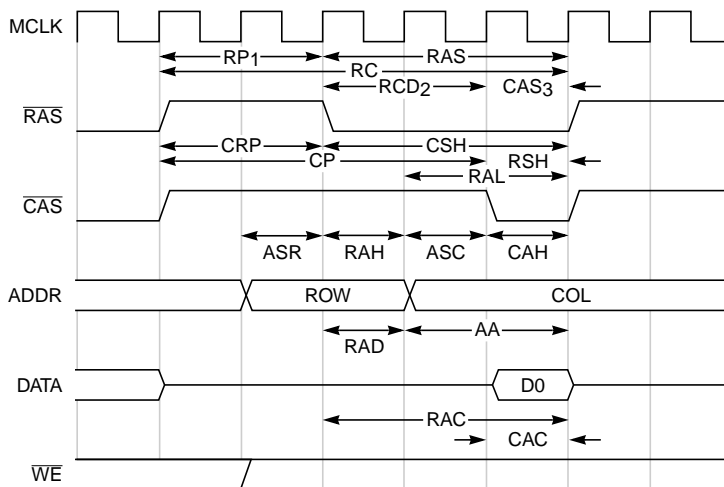 MCLK
RP1 RAS
RC
RCD2 CAS3
RAS
CRP CSH
CP RSH
RAL
CAS
ASR RAH ASC CAH
ADDR ROW COL
AA
RAD
DATA D0
RAC
CAC
WE